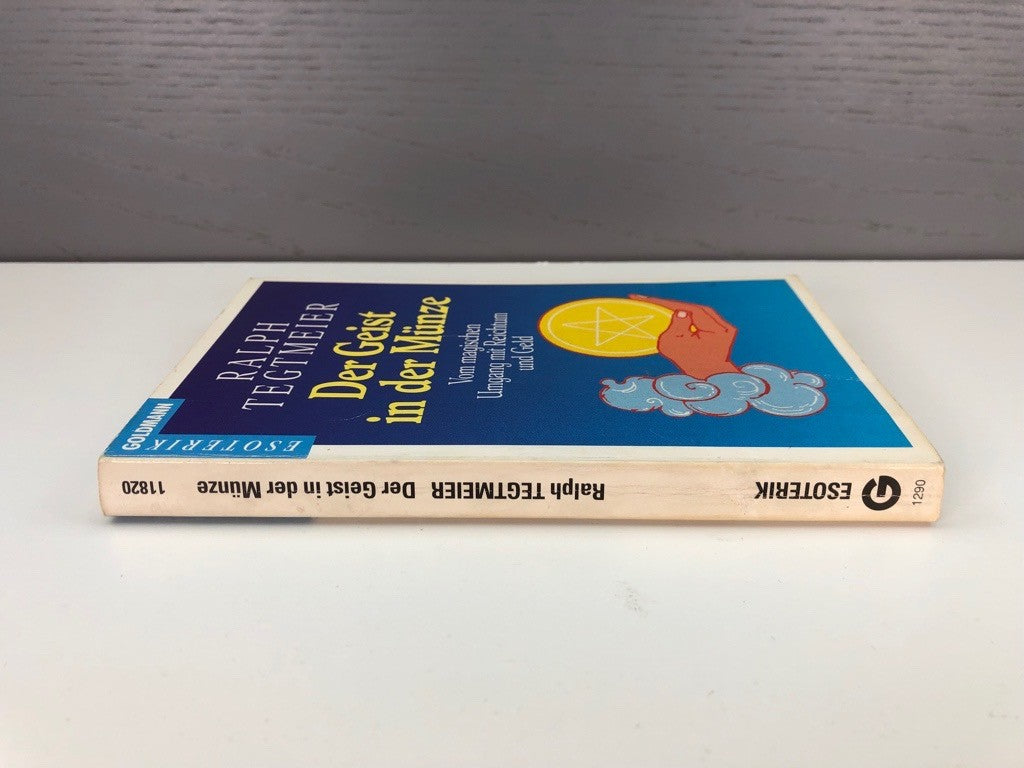 RALPH
TEGTMEIER
Der Geist
in der Münze
Vom magischen
Umgang mit Reichtum
und Geld
GOLDMANN
ESOTERIK
11820 Der Geist in der Münze Ralph TEGTMEIER ESOTERIK G 1290